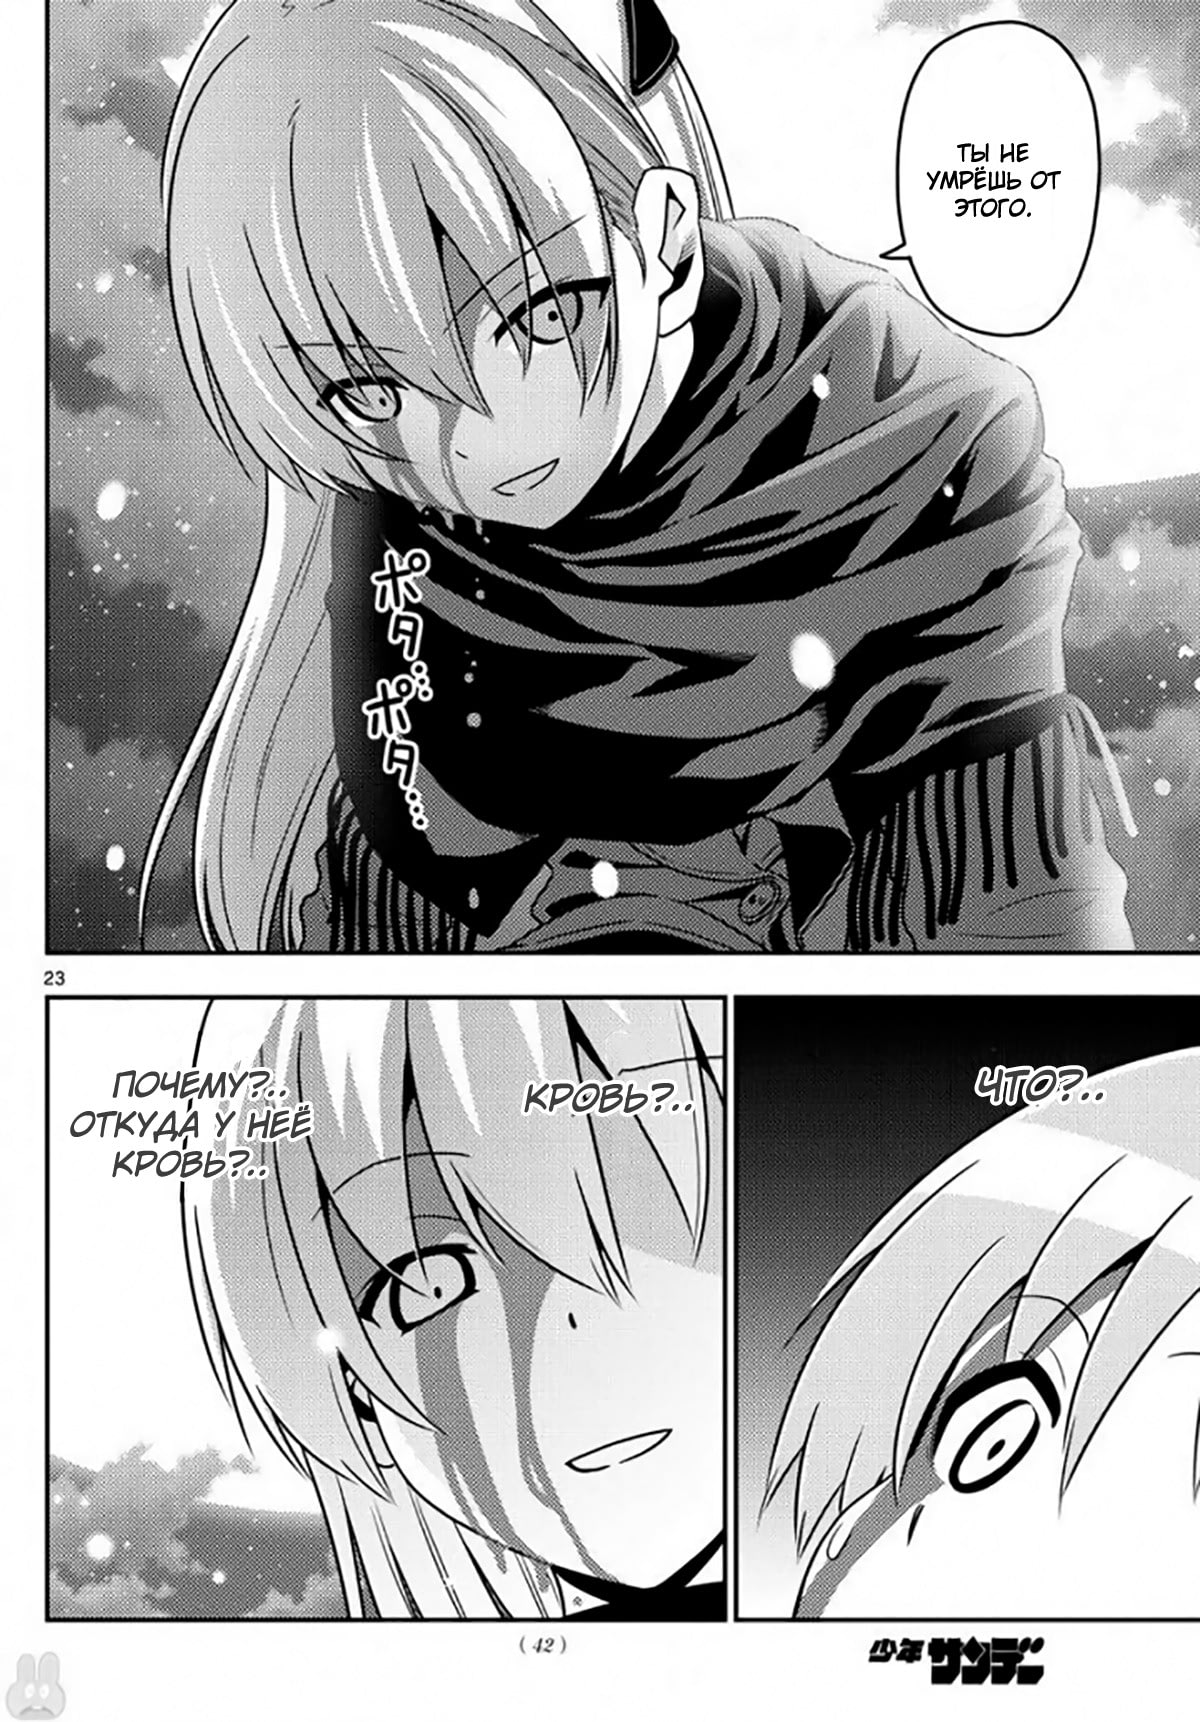 ТЫ НЕ
УМРЁШЬ ОТ
ЭТОГО.
ポタ…
ポタ…
23
ЧТО?..
КРОВЬ?..
ПОЧЕМУ?..
ОТКУДА У НЕЁ
КРОВЬ?..
( 42 )
少年サンデー